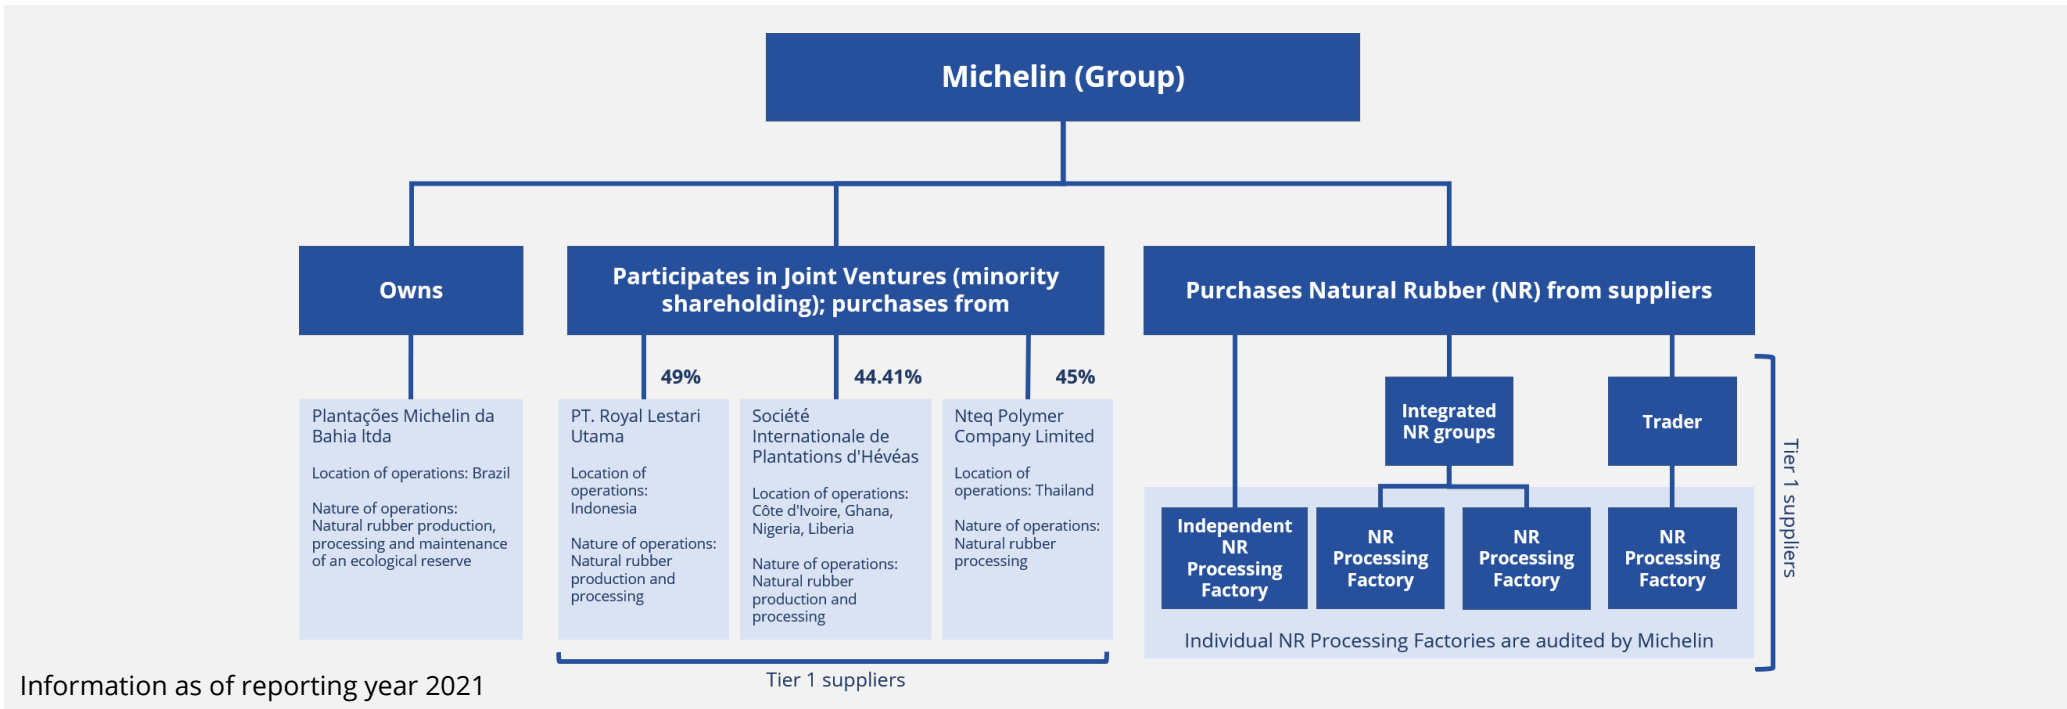 Michelin (Group)
Owns
Participates in Joint Ventures (minority
shareholding); purchases from
Purchases Natural Rubber (NR) from suppliers
49%
44.41%
45%
Plantações Michelin da
Bahia ltda
Location of operations: Brazil
Nature of operations:
Natural rubber production,
processing and maintenance
of an ecological reserve
PT. Royal Lestari
Utama
Location of
operations:
Indonesia
Nature of operations:
Natural rubber
production and
processing
Société
Internationale de
Plantations d'Hévéas
Location of operations:
Côte d'Ivoire, Ghana,
Nigeria, Liberia
Nature of operations:
Natural rubber
production and
processing
Nteq Polymer
Company Limited
Location of
operations: Thailand
Nature of operations:
Natural rubber
processing
Tier 1 suppliers
Integrated
NR groups
Trader
Independent
NR
Processing
Factory
NR
Processing
Factory
NR
Processing
Factory
NR
Processing
Factory
Individual NR Processing Factories are audited by Michelin
Tier 1 suppliers
Information as of reporting year 2021